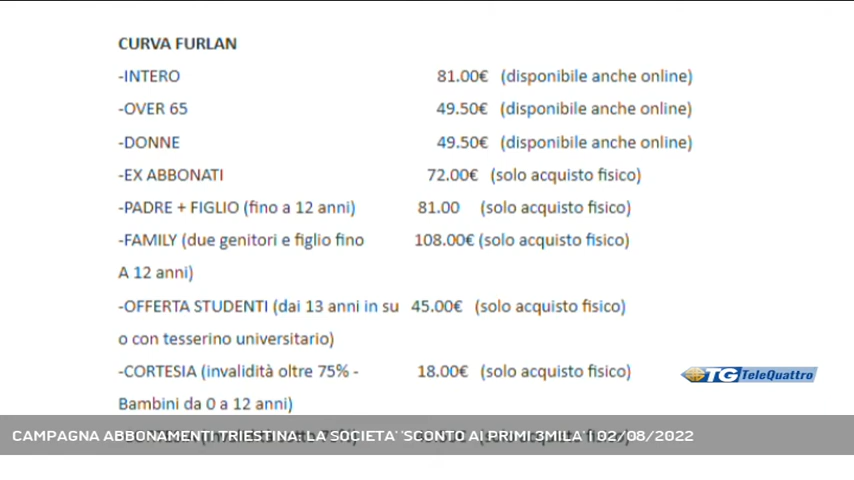 CURVA FURLAN
-INTERO 81.00€ (disponibile anche online)
-OVER 65 49.50€ (disponibile anche online)
-DONNE 49.50€ (disponibile anche online)
-EX ABBONATI 72.00€ (solo acquisto fisico)
-PADRE + FIGLIO (fino a 12 anni) 81.00 (solo acquisto fisico)
-FAMILY (due genitori e figlio fino 108.00€ (solo acquisto fisico)
A 12 anni)
-OFFERTA STUDENTI (dai 13 anni in su 45.00€ (solo acquisto fisico)
o con tesserino universitario)
-CORTESIA (invalidità oltre 75% - 18.00€ (solo acquisto fisico)
TG TeleQuattro
Bambini da 0 a 12 anni)
CAMPAGNA ABBONAMENTI TRIESTINA: LA SOCIETA' "SCONTO AI PRIMI 3MILA"| 02/08/2022